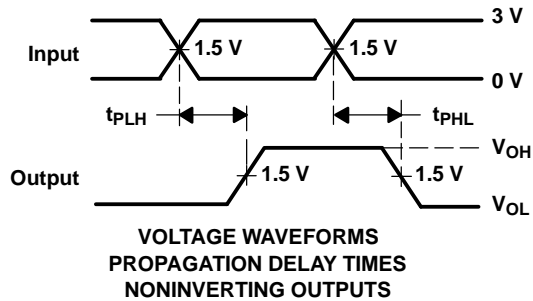 3 V
Input
1.5 V
1.5 V
0 V
tPLH
tPHL
VOH
Output
1.5 V
1.5 V
VOL
VOLTAGE WAVEFORMS
PROPAGATION DELAY TIMES
NONINVERTING OUTPUTS